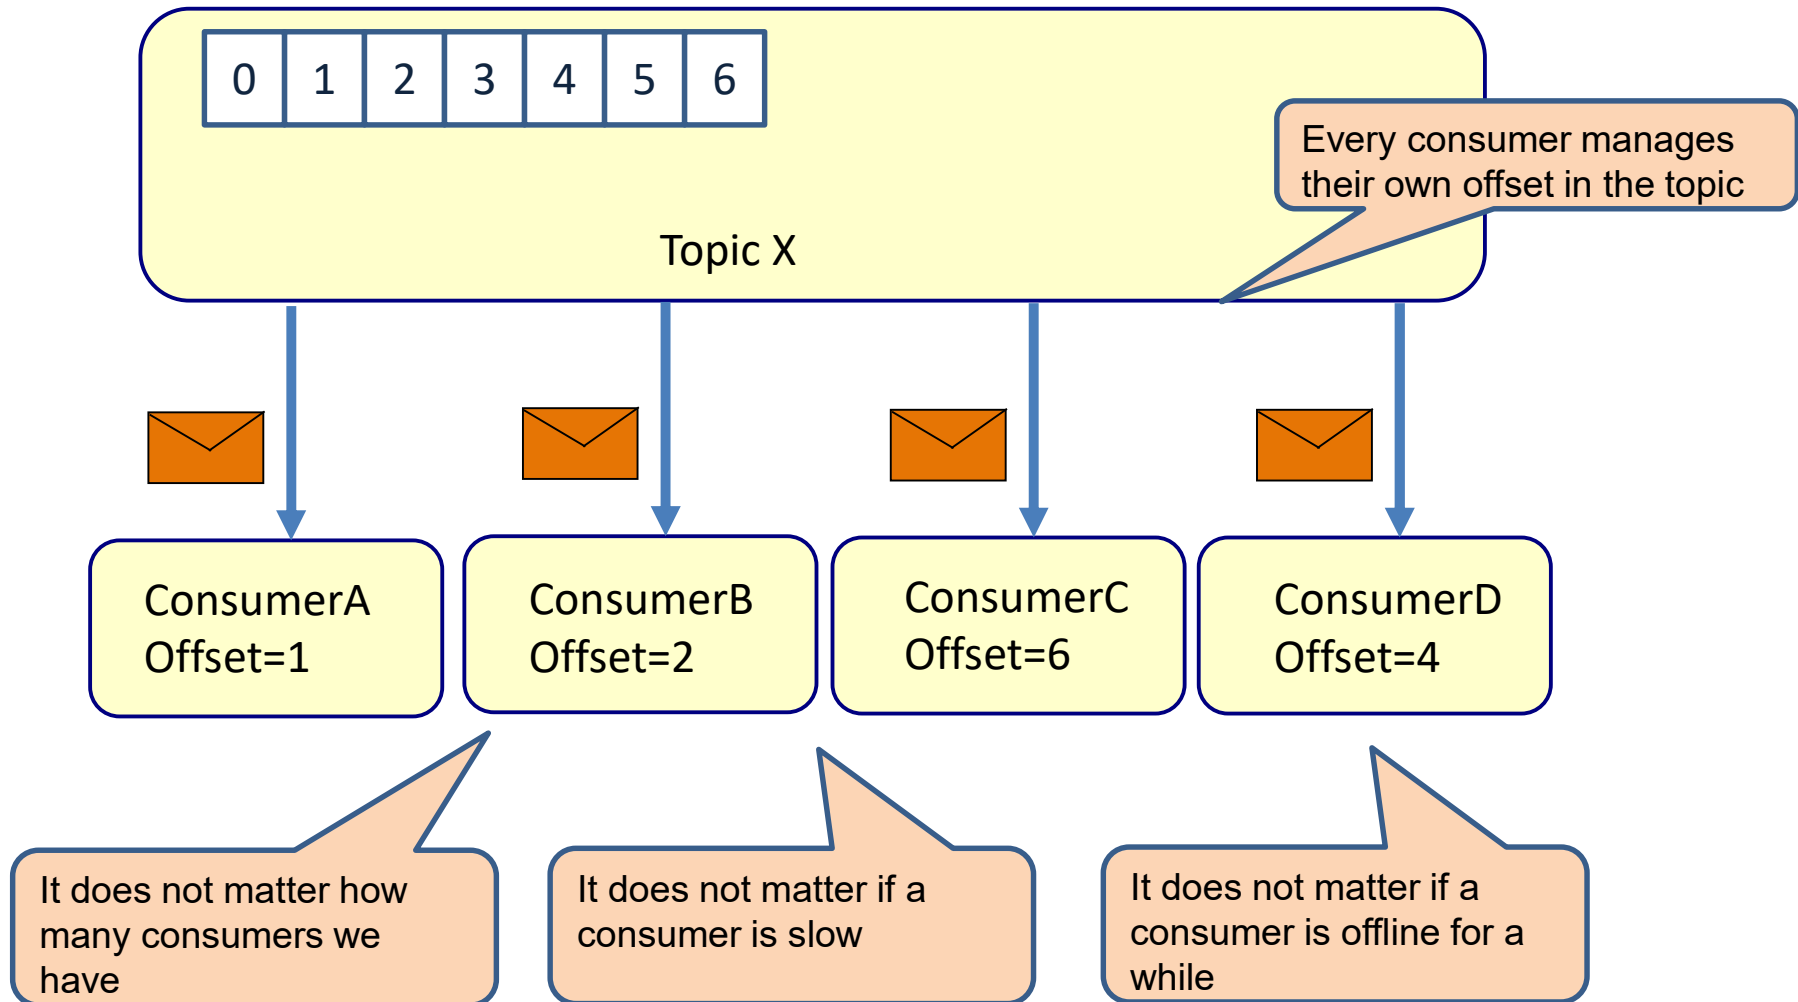 0 1 2 3 4 5 6
Every consumer manages
their own offset in the topic
Topic X
ConsumerA
Offset=1
ConsumerB
Offset=2
ConsumerC
Offset=6
ConsumerD
Offset=4
It does not matter how
many consumers we
have
It does not matter if a
consumer is slow
It does not matter if a
consumer is offline for a
while